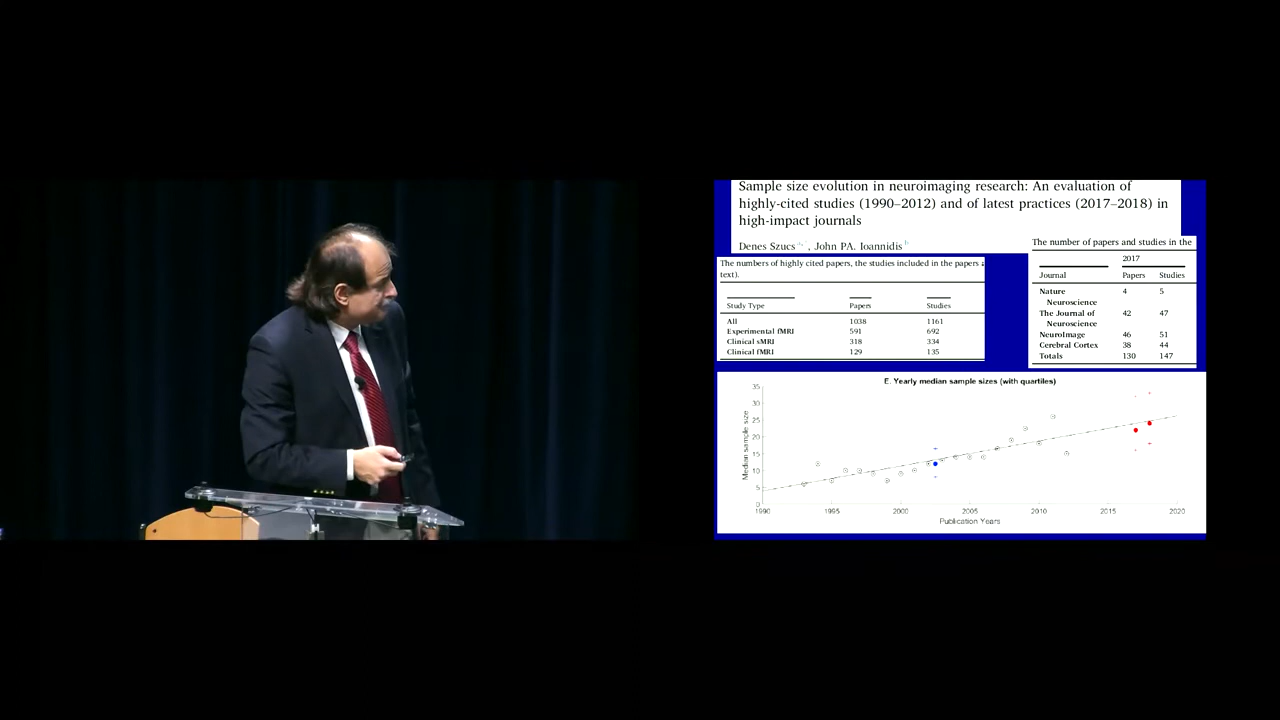 Sample size evolution in neuroimaging research: An evaluation of
highly-cited studies (1990–2012) and of latest practices (2017–2018) in
high-impact journals
Denes Szucs , John PA. Ioannidis
The numbers of highly cited papers, the studies included in the papers
text).
Study Type Papers Studies
All 1038 1161
Experimental fMRI 591 692
Clinical sMRI 318 334
Clinical fMRI 129 135
The number of papers and studies in the
2017
Journal Papers Studies
Nature 4 5
Neuroscience
The Journal of 42 47
Neuroscience
NeuroImage 46 51
Cerebral Cortex 38 44
Totals 130 147
E. Yearly median sample sizes (with quartiles)
Median sample size
35
30
25
20
15
10
5
0
1990 1995 2000 2005 2010 2015 2020
Publication Years